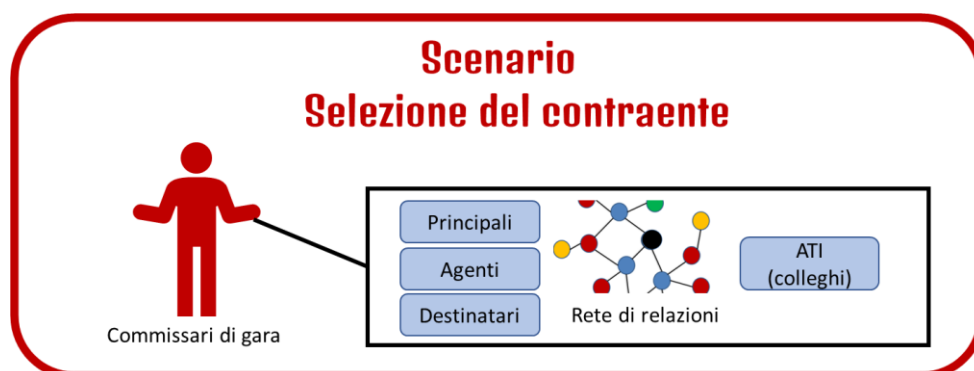 Scenario
Selezione del contraente
Principali
Agenti
Destinatari
Rete di relazioni
ATI
(colleghi)
Commissari di gara